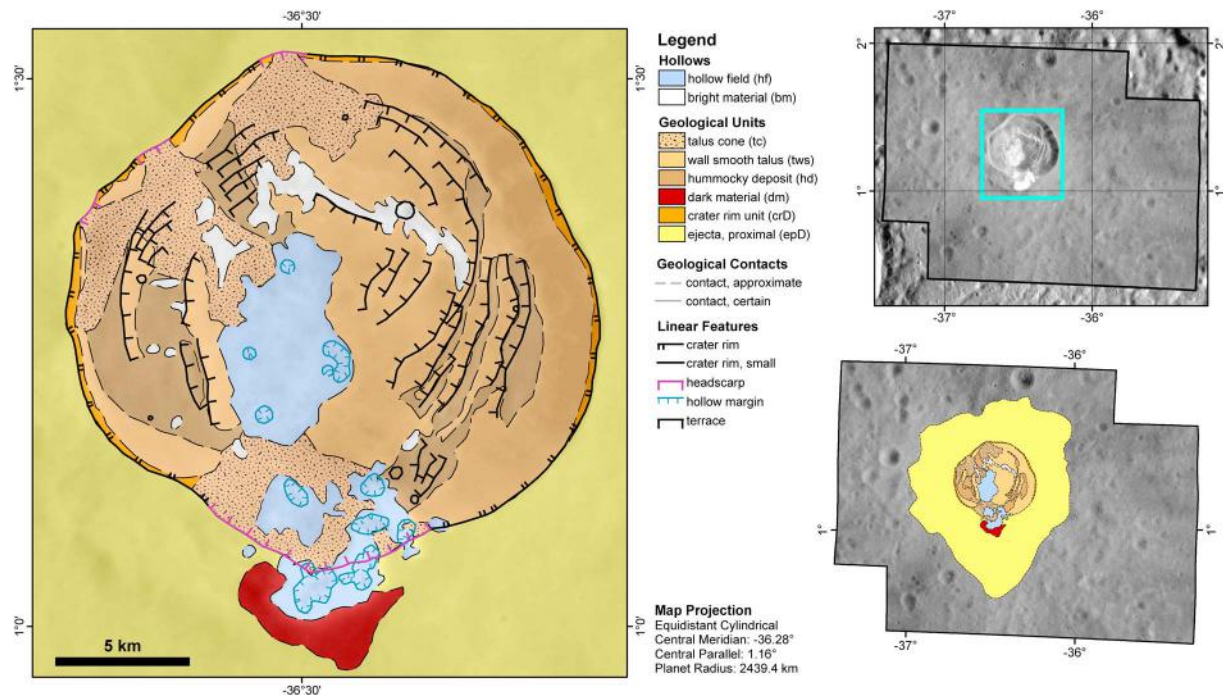 -36°30'
1°30'
1°30'
1°0'
1°0'
5 km
-36°30'
Legend
Hollows
hollow field (hf)
bright material (bm)
Geological Units
talus cone (tc)
wall smooth talus (tws)
hummocky deposit (hd)
dark material (dm)
crater rim unit (crD)
ejecta, proximal (epD)
Geological Contacts
contact, approximate
contact, certain
Linear Features
crater rim
crater rim, small
headscarp
hollow margin
terrace
Map Projection
Equidistant Cylindrical
Central Meridian: -36.28°
Central Parallel: 1.16°
Planet Radius: 2439.4 km
-37°
-36°
2°
2°
1°
1°
-37°
-36°
-37°
-36°
1°
1°
-37°
-36°